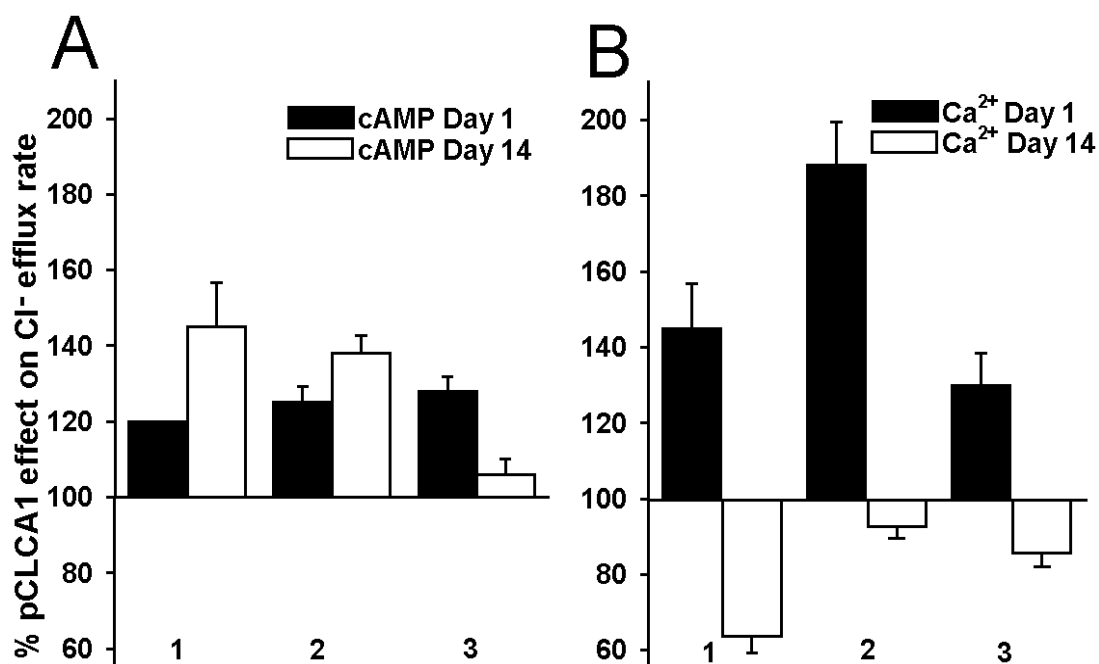 A
% pCLCA1 effect on Cl⁻ efflux rate
200
180
160
140
120
100
80
60
cAMP Day 1
cAMP Day 14
1 2 3
B
200
180
160
140
120
100
80
60
Ca²⁺ Day 1
Ca²⁺ Day 14
1 2 3